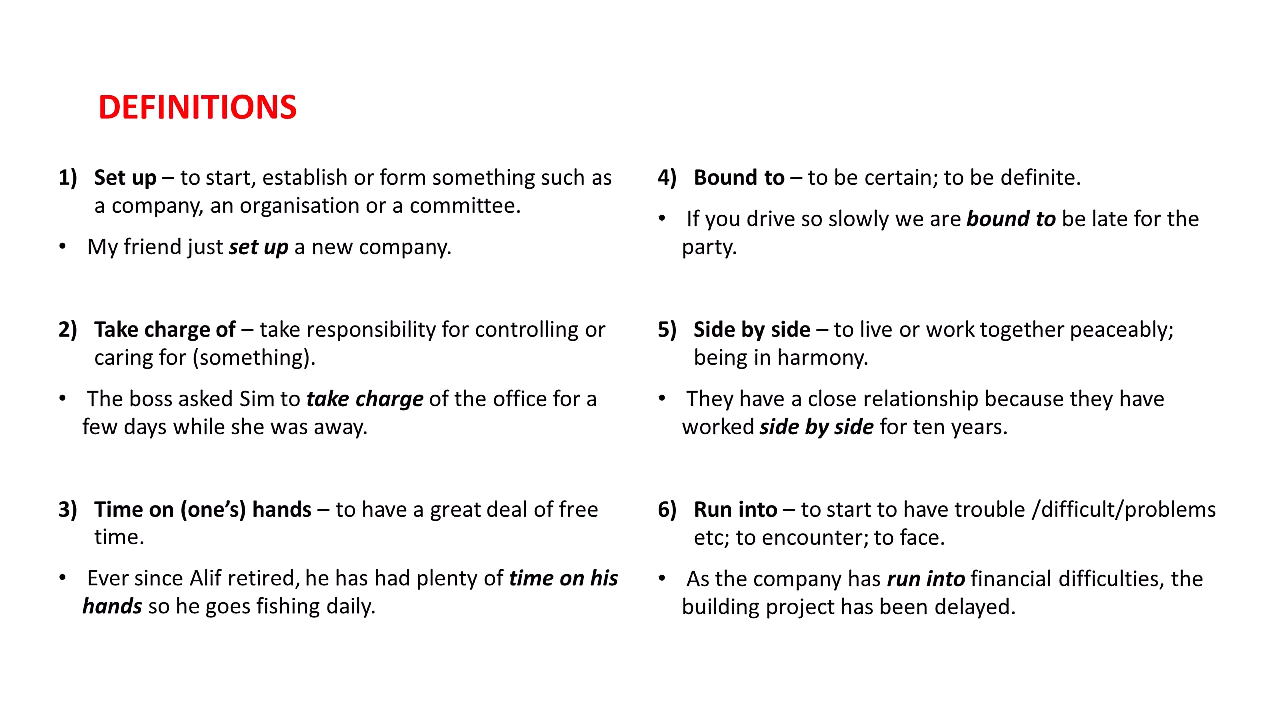 DEFINITIONS
1) Set up – to start, establish or form something such as
a company, an organisation or a committee.
• My friend just set up a new company.
2) Take charge of – take responsibility for controlling or
caring for (something).
• The boss asked Sim to take charge of the office for a
few days while she was away.
3) Time on (one’s) hands – to have a great deal of free
time.
• Ever since Alif retired, he has had plenty of time on his
hands so he goes fishing daily.
4) Bound to – to be certain; to be definite.
• If you drive so slowly we are bound to be late for the
party.
5) Side by side – to live or work together peaceably;
being in harmony.
• They have a close relationship because they have
worked side by side for ten years.
6) Run into – to start to have trouble /difficult/problems
etc; to encounter; to face.
• As the company has run into financial difficulties, the
building project has been delayed.